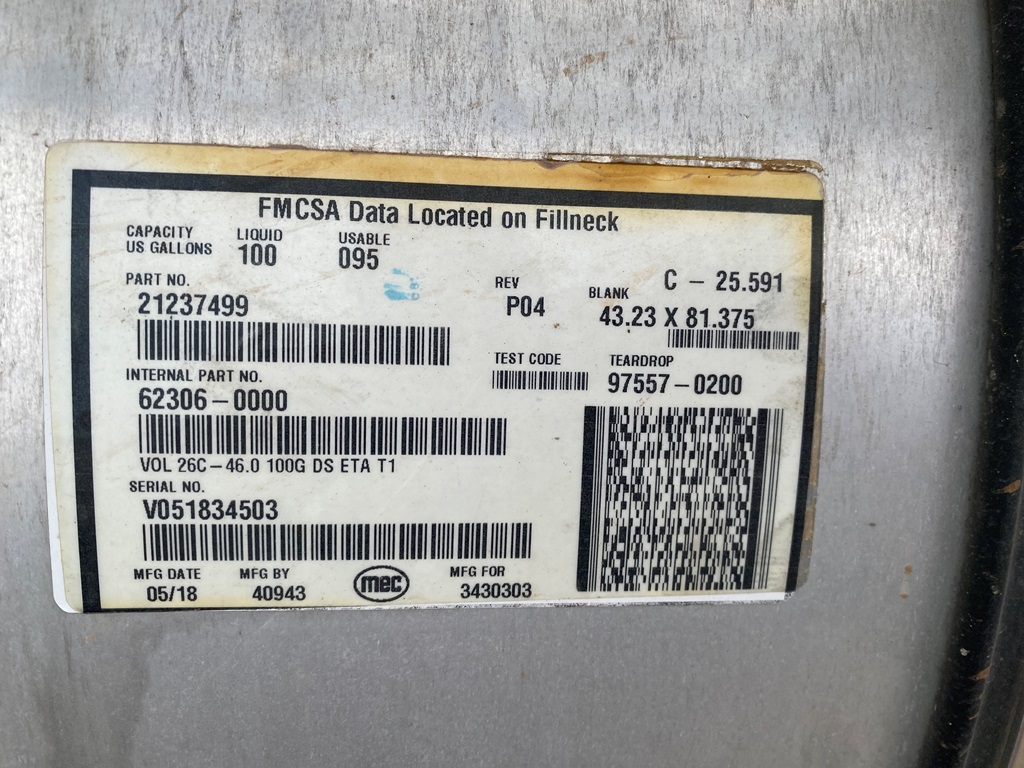 FMCSA Data Located on Fillneck
CAPACITY US GALLONS
LIQUID 100
USABLE 095
PART NO.
21237499
REV P04
C - 25.591
BLANK 43.23 X 81.375
INTERNAL PART NO.
62306-0000
TEST CODE
TEARDROP 97557-0200
VOL 26C-46.0 100G DS ETA T1
SERIAL NO.
V051834503
MFG DATE 05/18
MFG BY 40943
mec
MFG FOR 3430303